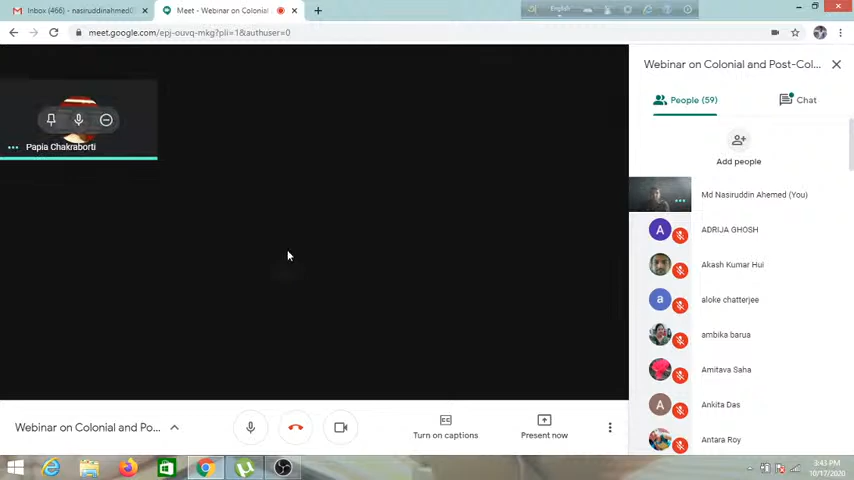 Inbox (466) - nasiruddinahmed
Meet - Webinar on Colonial
English
meet.google.com/epj-ouvq-mkg?pli=1&authuser=0
Webinar on Colonial and Post-Col...
People (59)
Chat
Add people
Papia Chakraborti
Md Nasiruddin Ahemed (You)
A ADRIJA GHOSH
Akash Kumar Hui
a aloke chatterjee
ambika barua
Amitava Saha
A Ankita Das
Antara Roy
Webinar on Colonial and Po...
Turn on captions
Present now
3:43 PM
10/17/2020